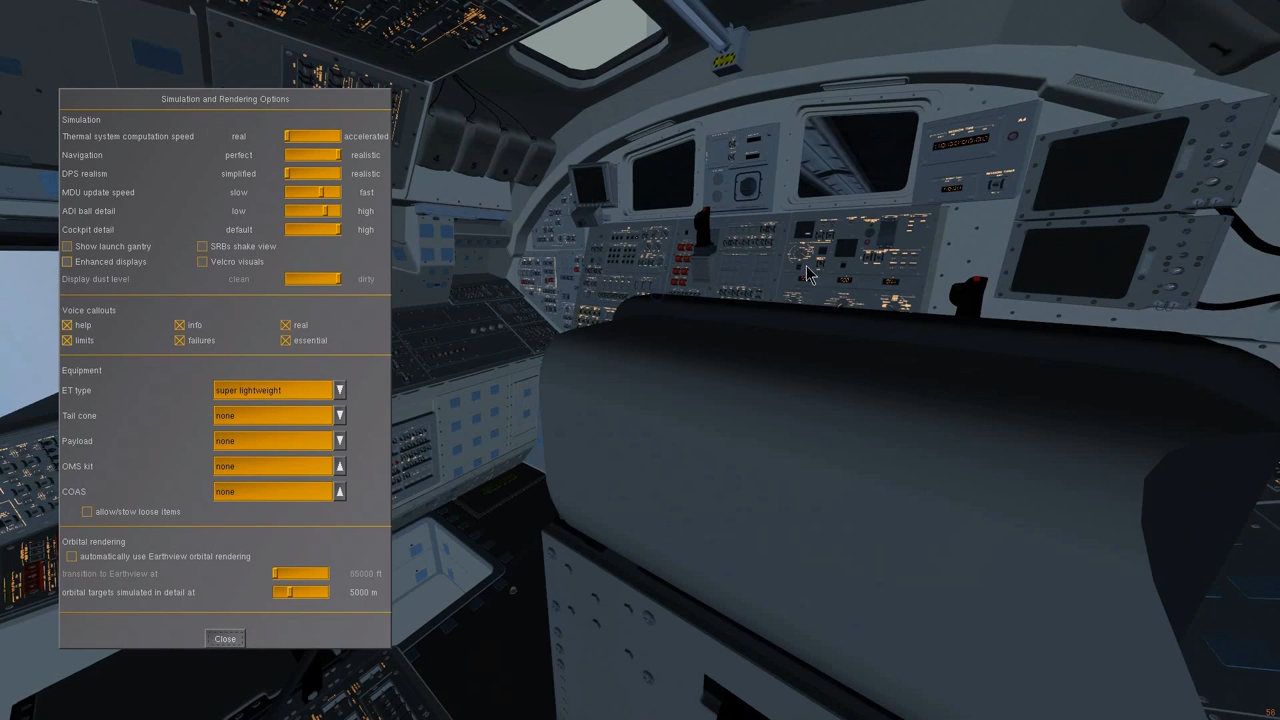 Simulation and Rendering Options
Simulation
Thermal system computation speed real accelerated
Navigation perfect realistic
DPS realism simplified realistic
MDU update speed slow fast
ADI ball detail low high
Cockpit detail default high
Show launch gantry SRBs shake view
Enhanced displays Velcro visuals
Display dust level clean dirty
Voice callouts
help info real
limits failures essential
Equipment
ET type super lightweight
Tail cone none
Payload none
OMS kit none
COAS none
allow/stow loose items
Orbital rendering
automatically use Earthview orbital rendering
transition to Earthview at 85000 ft
orbital targets simulated in detail at 5000 m
Close
56